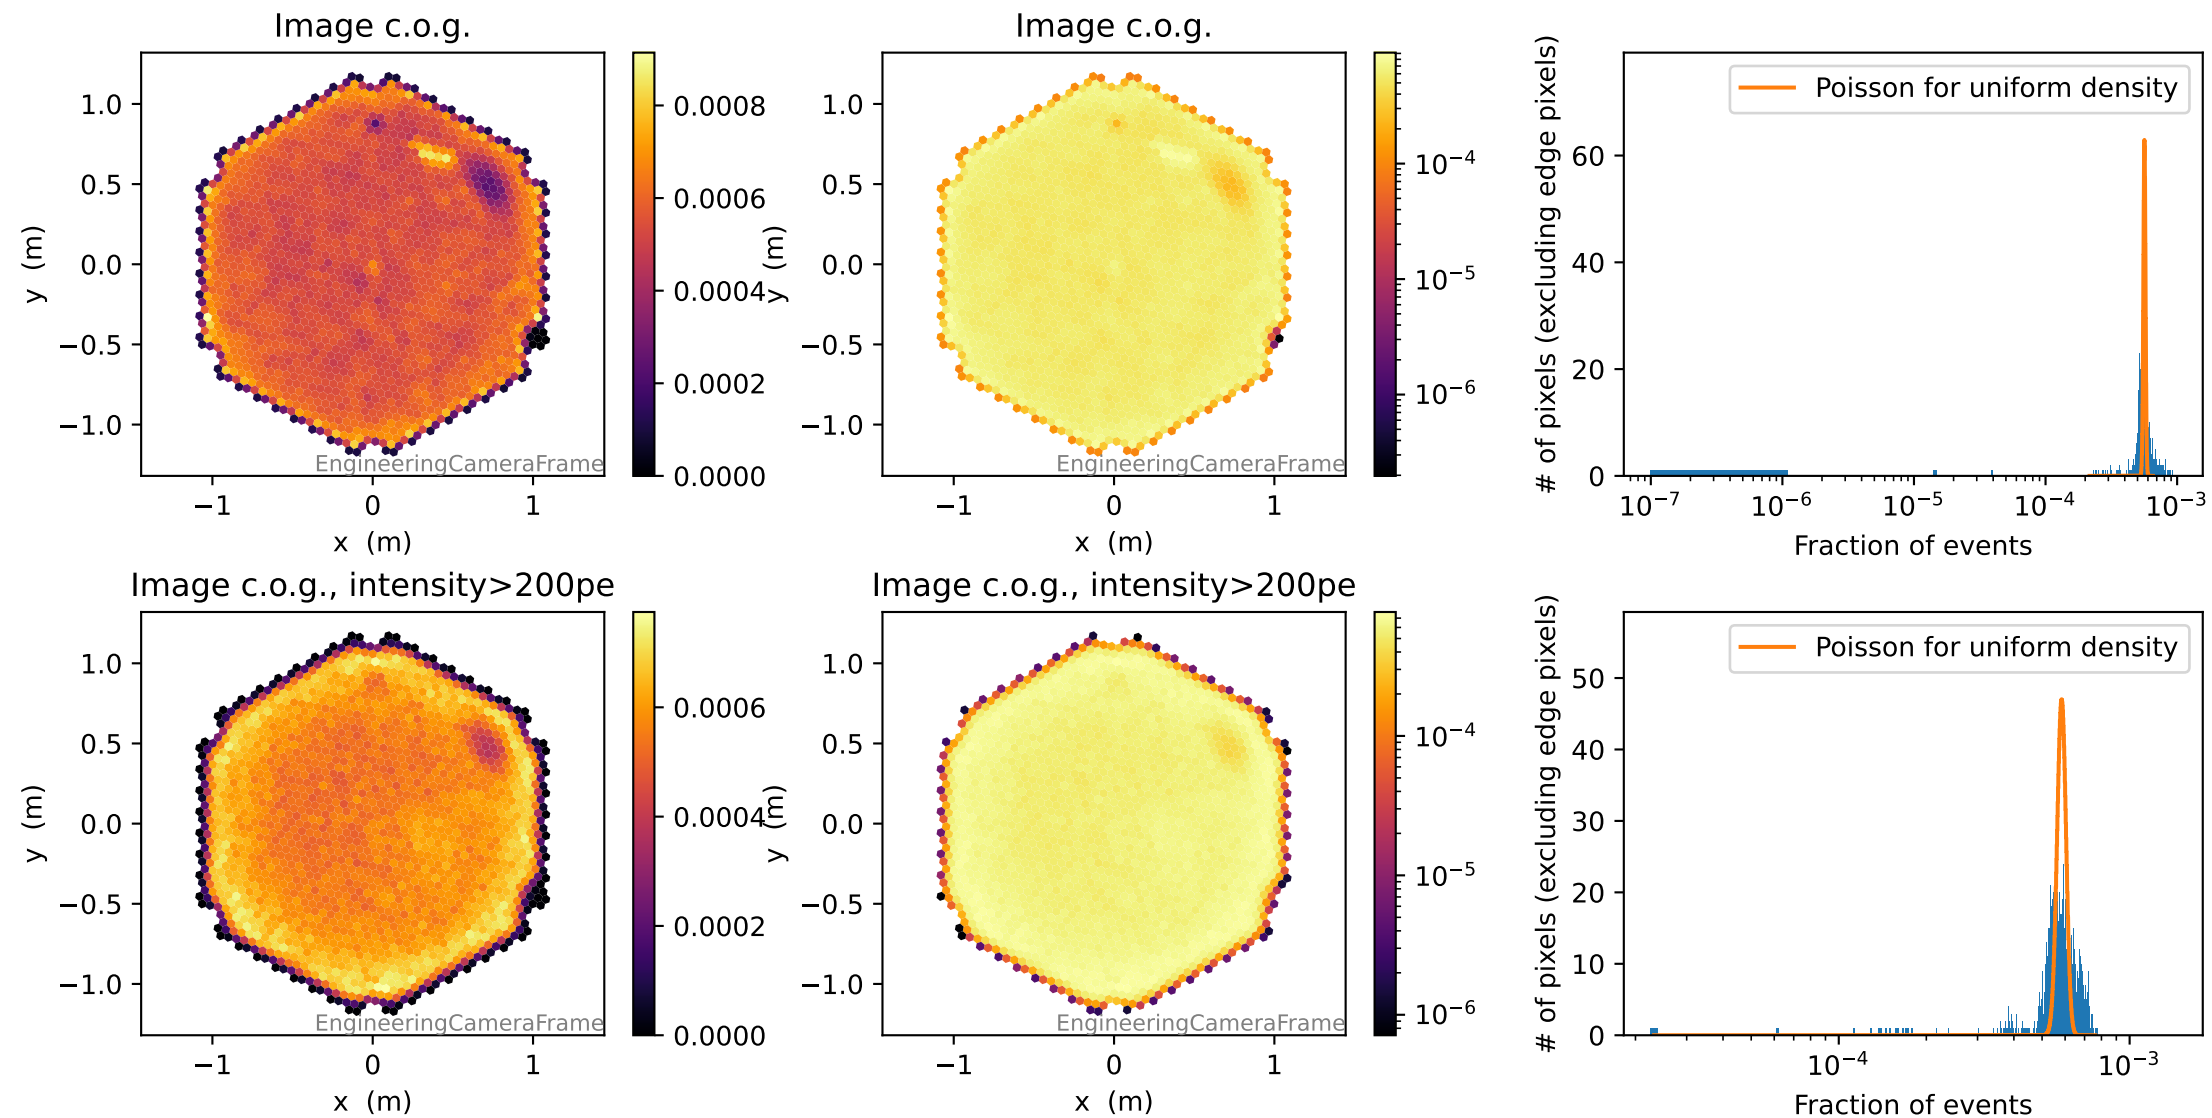 Image c.o.g.
y (m)
1.0
0.5
0.0
−0.5
−1.0
−1
0
1
x (m)
EngineeringCameraFrame
0.0008
0.0006
0.0004
0.0002
0.0000
Image c.o.g.
y (m)
1.0
0.5
0.0
−0.5
−1.0
−1
0
1
x (m)
EngineeringCameraFrame
10⁻⁴
10⁻⁵
10⁻⁶
# of pixels (excluding edge pixels)
60
40
20
0
Poisson for uniform density
10⁻⁷
10⁻⁶
10⁻⁵
10⁻⁴
10⁻³
Fraction of events
Image c.o.g., intensity>200pe
y (m)
1.0
0.5
0.0
−0.5
−1.0
−1
0
1
x (m)
EngineeringCameraFrame
0.0006
0.0004
0.0002
0.0000
Image c.o.g., intensity>200pe
y (m)
1.0
0.5
0.0
−0.5
−1.0
−1
0
1
x (m)
EngineeringCameraFrame
10⁻⁴
10⁻⁵
10⁻⁶
# of pixels (excluding edge pixels)
50
40
30
20
10
0
Poisson for uniform density
10⁻⁴
10⁻³
Fraction of events